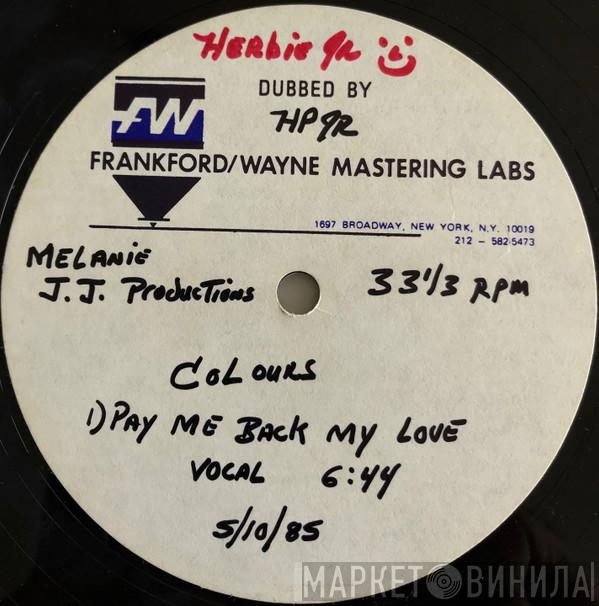 HERBIE JR
DUBBED BY
HPJR
FW
FRANKFORD/WAYNE MASTERING LABS
1697 BROADWAY, NEW YORK, N.Y. 10019
212 – 582-5473
MELANIE
J.J. PRODUCTIONS
33 1/3 RPM
COLOURS
1) PAY ME BACK MY LOVE
VOCAL 6:44
5/10/85
МАРКЕТ ВИНИЛА